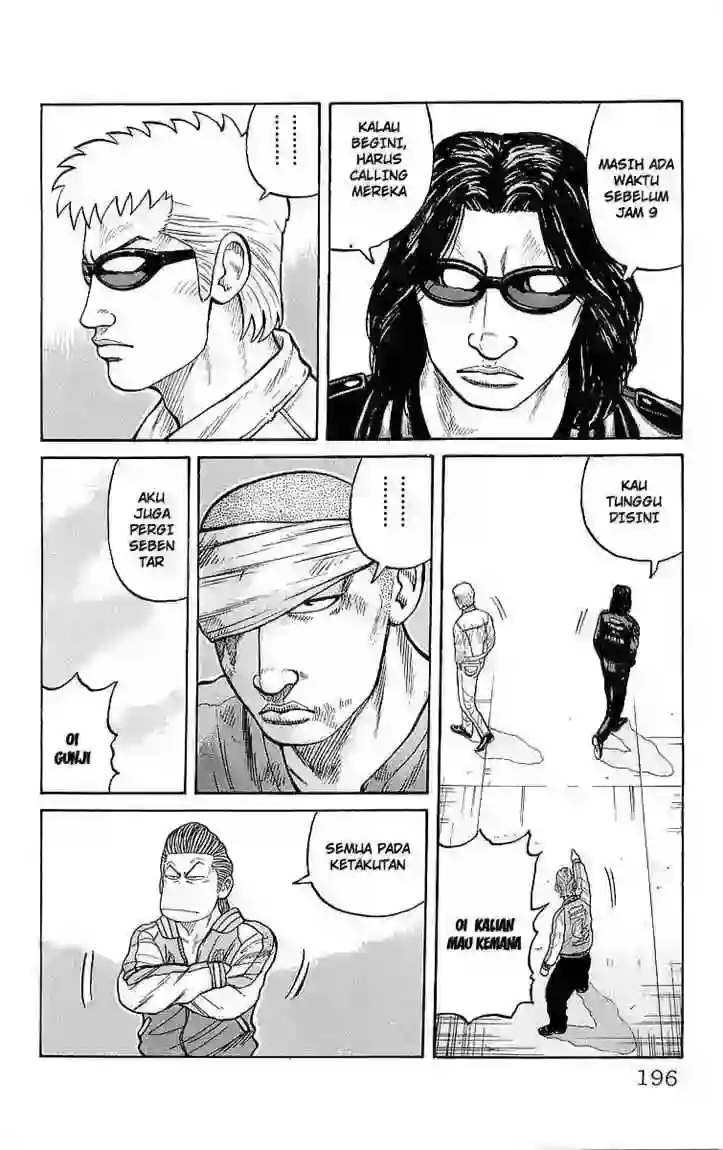 MASIH ADA
WAKTU
SEBELUM
JAM 9
KALAU
BEGINI,
HARUS
CALLING
MEREKA
......
......
KAU
TUNGGU
DISINI
OI KALIAN
MAU KEMANA
......
......
AKU
JUGA
PERGI
SEBEN
TAR
OI
GUNJI
SEMUA PADA
KETAKUTAN
196